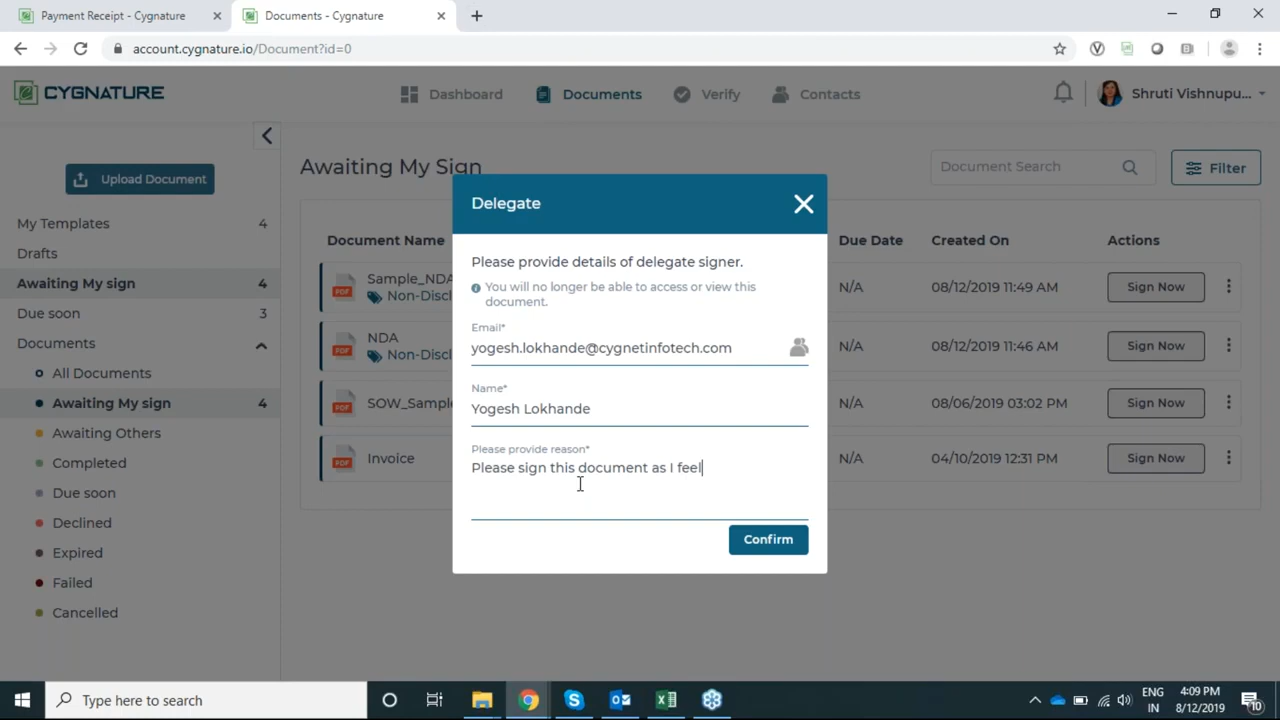 Payment Receipt - Cygnature
Documents - Cygnature
account.cygnature.io/Document?id=0
CYGNATURE
Dashboard
Documents
Verify
Contacts
Shruti Vishnupu...
Upload Document
My Templates 4
Drafts
Awaiting My sign 4
Due soon 3
Documents
All Documents
Awaiting My sign 4
Awaiting Others
Completed
Due soon
Declined
Expired
Failed
Cancelled
Awaiting My Sign
Document Search
Filter
Document Name Due Date Created On Actions
Sample_NDA N/A 08/12/2019 11:49 AM Sign Now
Non-Discl
NDA N/A 08/12/2019 11:46 AM Sign Now
Non-Discl
SOW_Sample N/A 08/06/2019 03:02 PM Sign Now
Invoice N/A 04/10/2019 12:31 PM Sign Now
Delegate
Please provide details of delegate signer.
You will no longer be able to access or view this
document.
Email*
yogesh.lokhande@cygnetinfotech.com
Name*
Yogesh Lokhande
Please provide reason*
Please sign this document as I feel
Confirm
Type here to search
ENG
IN
4:09 PM
8/12/2019
10